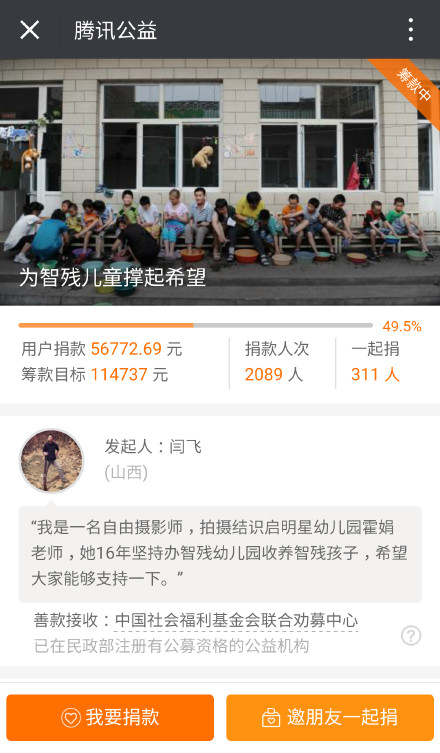 腾讯公益
筹款中
为智残儿童撑起希望
49.5%
用户捐款 56772.69 元
筹款目标 114737 元
捐款人次
2089 人
一起捐
311 人
发起人：闫飞
(山西)
“我是一名自由摄影师，拍摄结识启明星幼儿园霍娟
老师，她16年坚持办智残幼儿园收养智残孩子，希望
大家能够支持一下。”
善款接收：中国社会福利基金会联合劝募中心
已在民政部注册有公募资格的公益机构
?
我要捐款
邀朋友一起捐